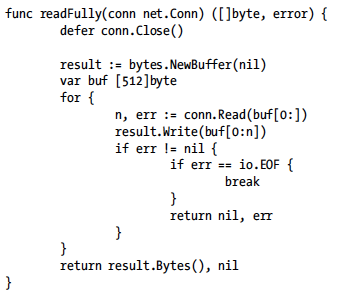 func readFully(conn net.Conn) ([]byte, error) {
        defer conn.Close()

        result := bytes.NewBuffer(nil)
        var buf [512]byte
        for {
                n, err := conn.Read(buf[0:])
                result.Write(buf[0:n])
                if err != nil {
                        if err == io.EOF {
                                break
                        }
                        return nil, err
                }
        }
        return result.Bytes(), nil
}